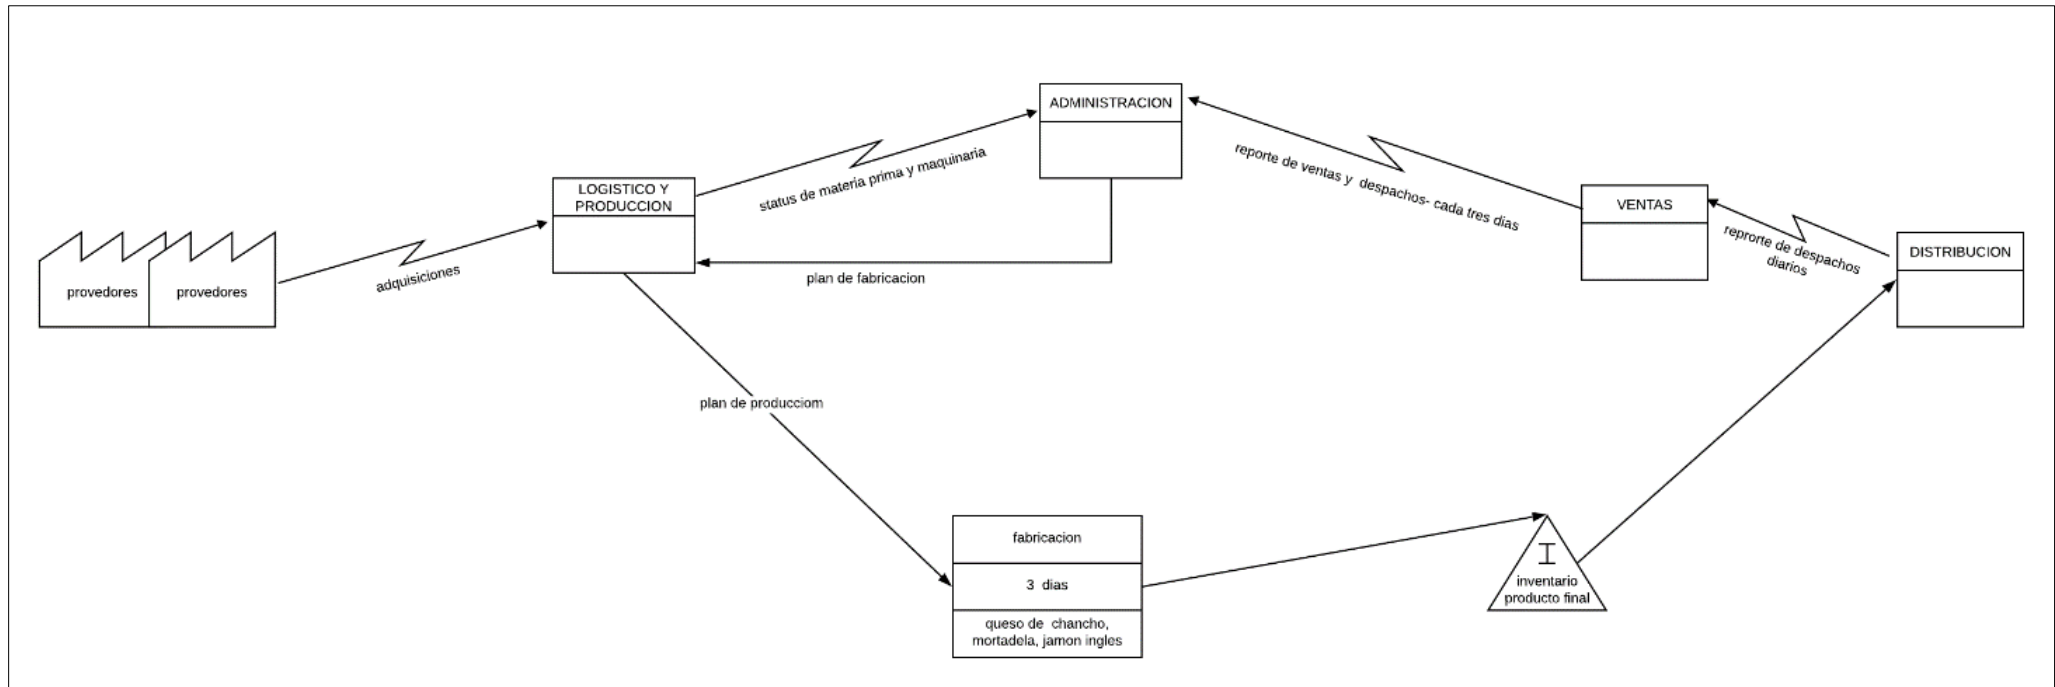 ADMINISTRACION
reporte de ventas y despachos- cada tres dias
status de materia prima y maquinaria
LOGISTICO Y
PRODUCCION
VENTAS
reprorte de despachos
diarios
DISTRIBUCION
provedores
provedores
adquisiciones
plan de fabricacion
plan de producciom
fabricacion
3 dias
queso de chancho,
mortadela, jamon ingles
I
inventario
producto final